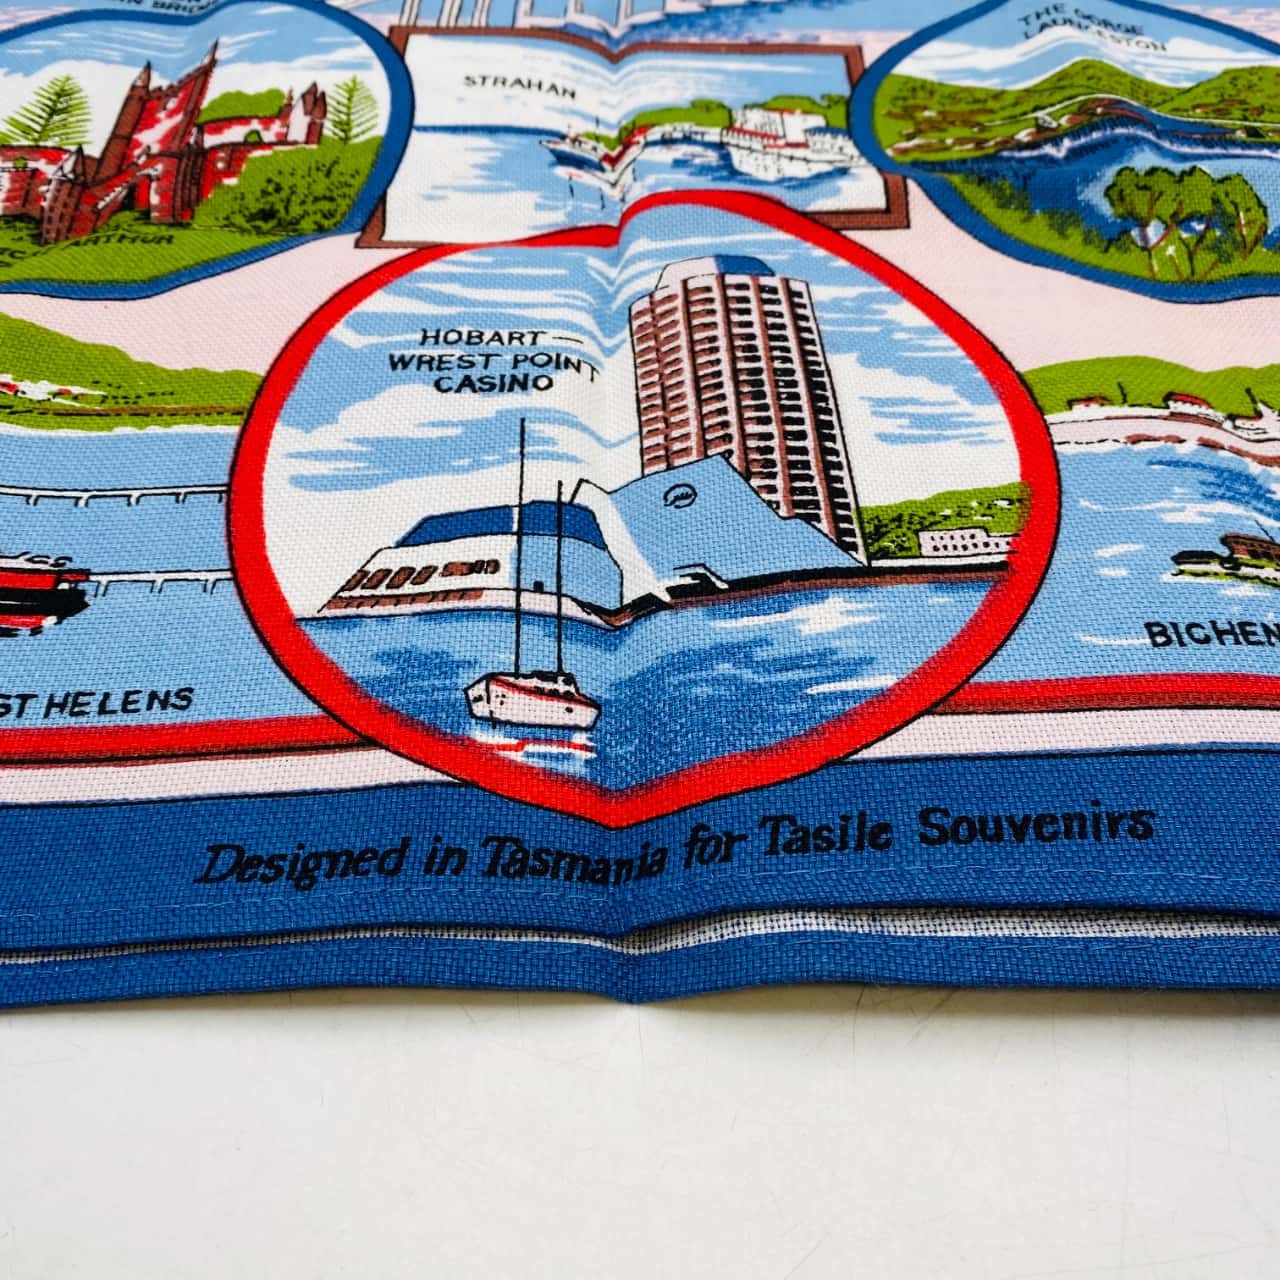 THE GORGE
LAUNCESTON
STRAHAN
ARTHUR
HOBART —
WREST POINT
CASINO
BICHEN
ST HELENS
Designed in Tasmania for Tasile Souvenirs